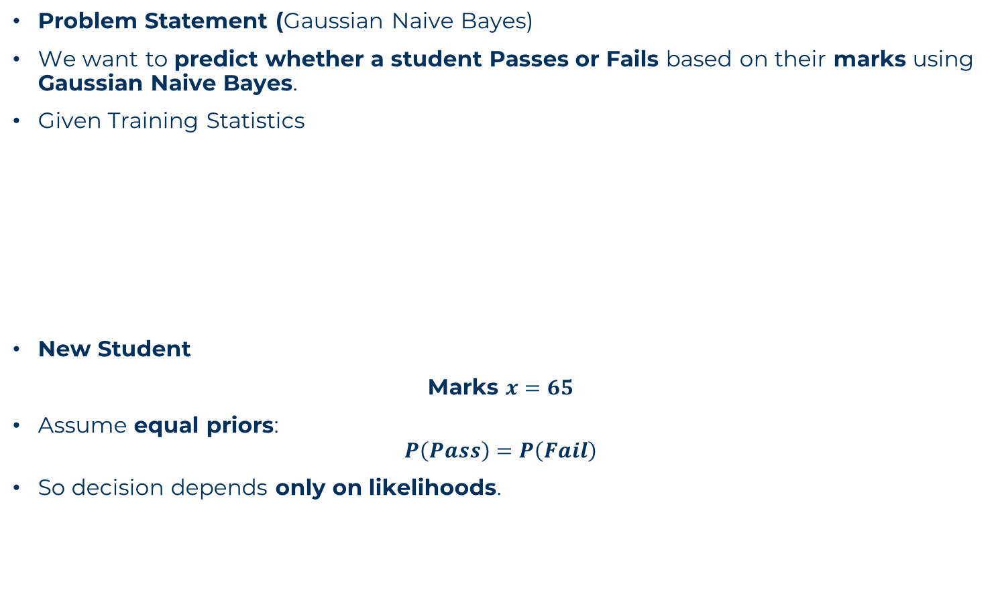 • Problem Statement (Gaussian Naive Bayes)
• We want to predict whether a student Passes or Fails based on their marks using
Gaussian Naive Bayes.
• Given Training Statistics
• New Student
Marks x = 65
• Assume equal priors:
P(Pass) = P(Fail)
• So decision depends only on likelihoods.